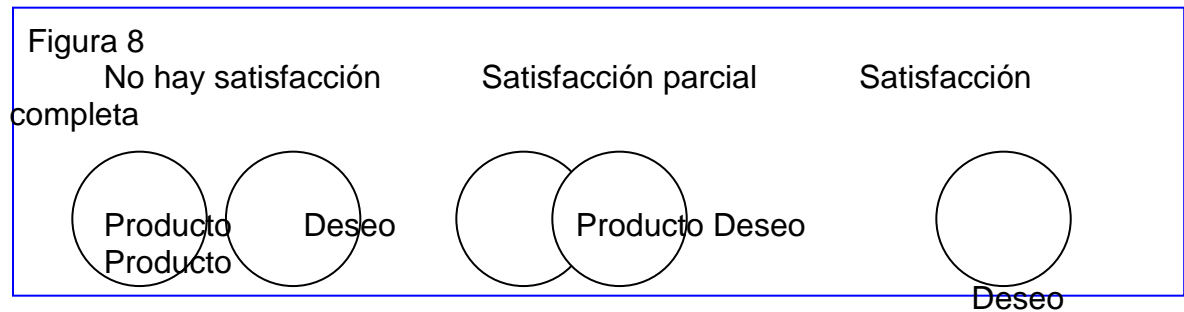 Figura 8
No hay satisfacción Satisfacción parcial Satisfacción
completa
Producto Deseo Producto Deseo
Producto
Deseo